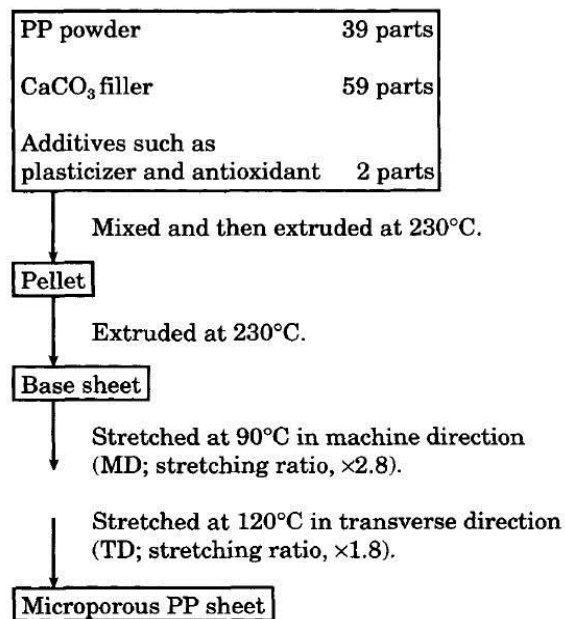 PP powder 39 parts
CaCO₃ filler 59 parts
Additives such as
plasticizer and antioxidant 2 parts
Mixed and then extruded at 230°C.
Pellet
Extruded at 230°C.
Base sheet
Stretched at 90°C in machine direction
(MD; stretching ratio, ×2.8).
Stretched at 120°C in transverse direction
(TD; stretching ratio, ×1.8).
Microporous PP sheet